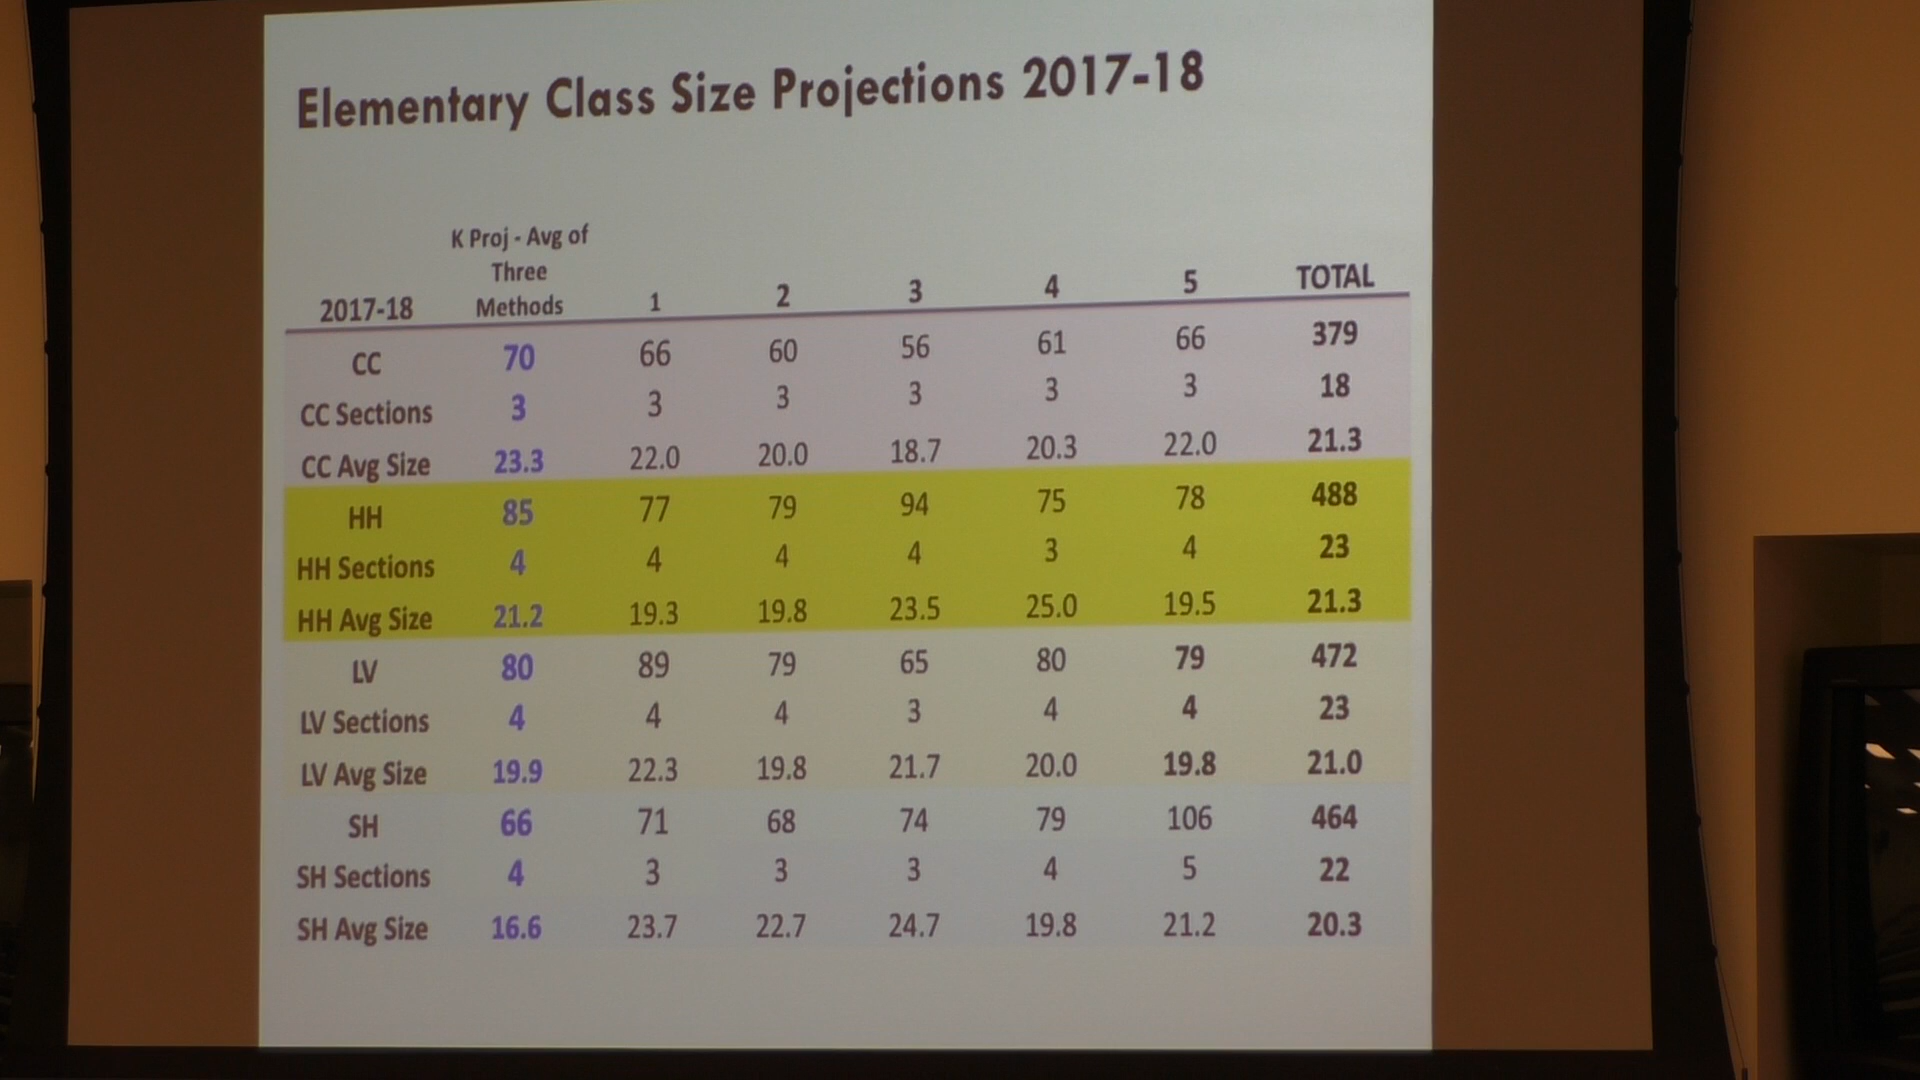 Elementary Class Size Projections 2017-18
K Proj - Avg of
Three
2017-18 Methods 1 2 3 4 5 TOTAL
CC 70 66 60 56 61 66 379
CC Sections 3 3 3 3 3 3 18
CC Avg Size 23.3 22.0 20.0 18.7 20.3 22.0 21.3
HH 85 77 79 94 75 78 488
HH Sections 4 4 4 4 3 4 23
HH Avg Size 21.2 19.3 19.8 23.5 25.0 19.5 21.3
LV 80 89 79 65 80 79 472
LV Sections 4 4 4 3 4 4 23
LV Avg Size 19.9 22.3 19.8 21.7 20.0 19.8 21.0
SH 66 71 68 74 79 106 464
SH Sections 4 3 3 3 4 5 22
SH Avg Size 16.6 23.7 22.7 24.7 19.8 21.2 20.3